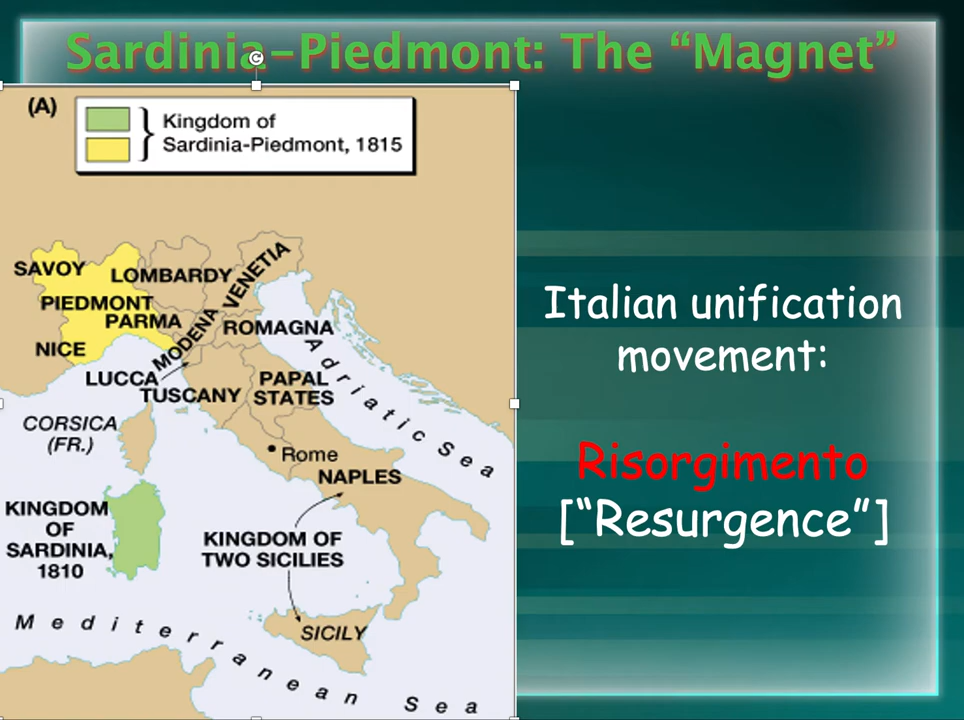 Sardinia-Piedmont: The “Magnet”
(A)
Kingdom of
Sardinia-Piedmont, 1815
SAVOY
LOMBARDY
VENETIA
PIEDMONT
PARMA
MODENA
ROMAGNA
NICE
LUCCA
TUSCANY
PAPAL
STATES
Adriatic Sea
CORSICA
(FR.)
Rome
NAPLES
KINGDOM
OF
SARDINIA,
1810
KINGDOM OF
TWO SICILIES
SICILY
Mediterranean Sea
Italian unification
movement:
Risorgimento
[“Resurgence”]